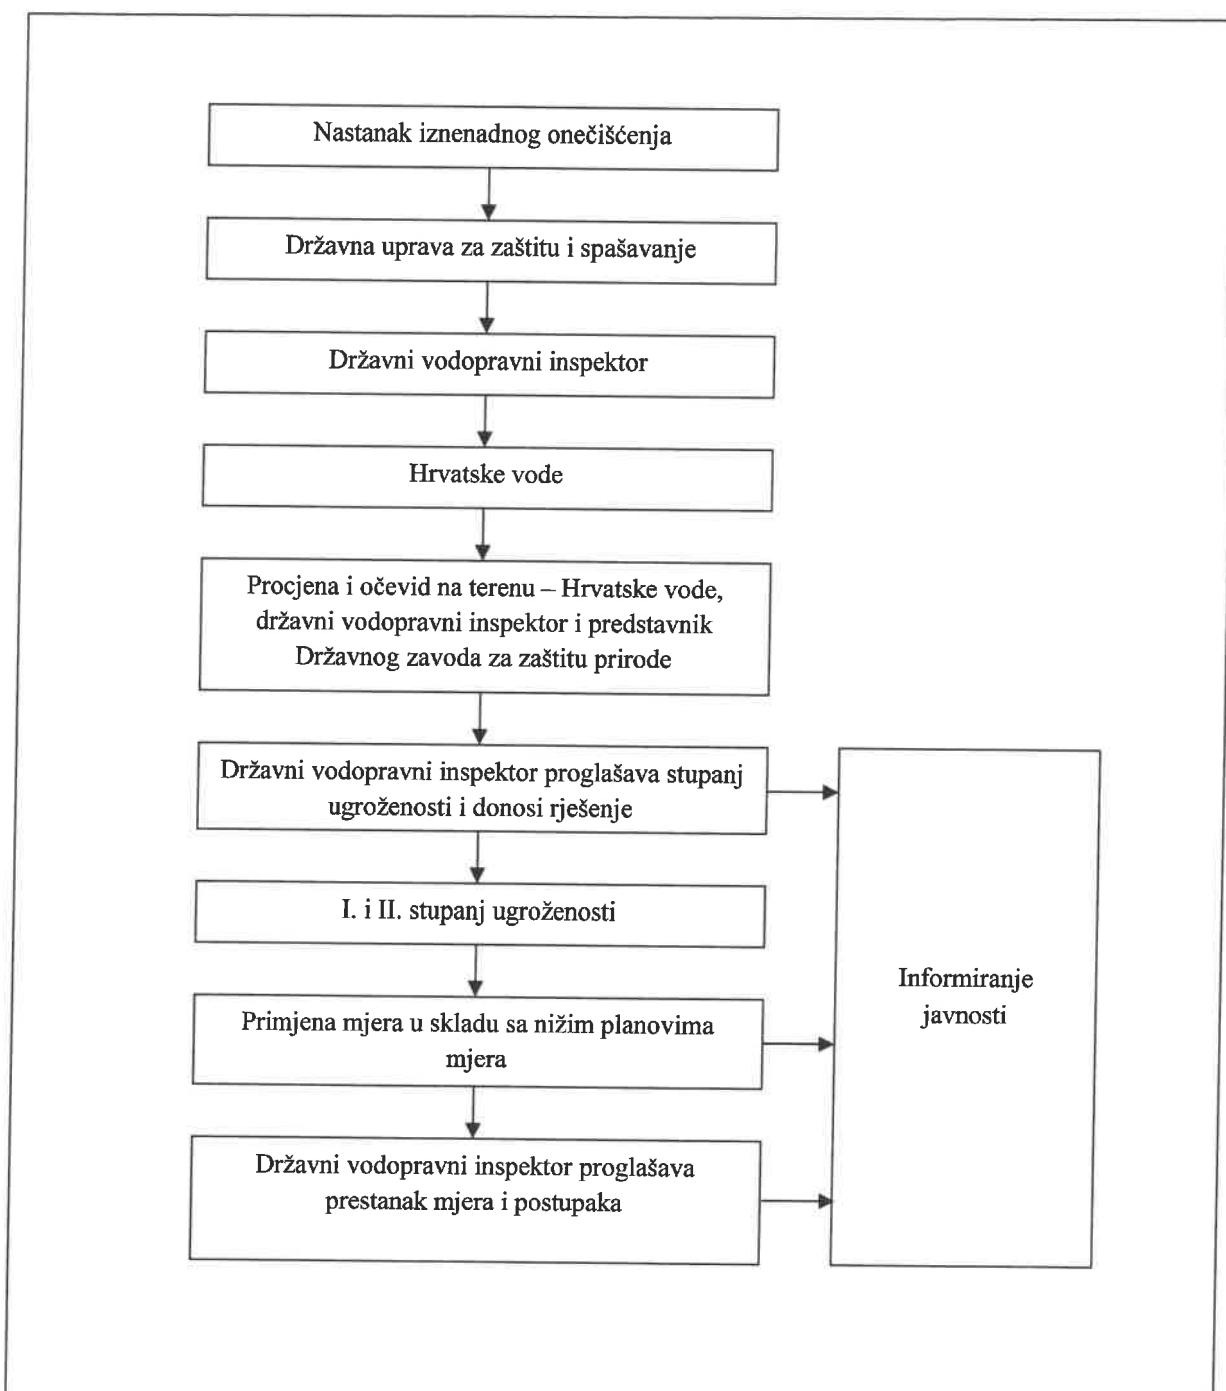 Nastanak iznenadnog onečišćenja
Državna uprava za zaštitu i spašavanje
Državni vodopravni inspektor
Hrvatske vode
Procjena i očevid na terenu – Hrvatske vode,
državni vodopravni inspektor i predstavnik
Državnog zavoda za zaštitu prirode
Državni vodopravni inspektor proglašava stupanj
ugroženosti i donosi rješenje
I. i II. stupanj ugroženosti
Primjena mjera u skladu sa nižim planovima
mjera
Državni vodopravni inspektor proglašava
prestanak mjera i postupaka
Informiranje
javnosti